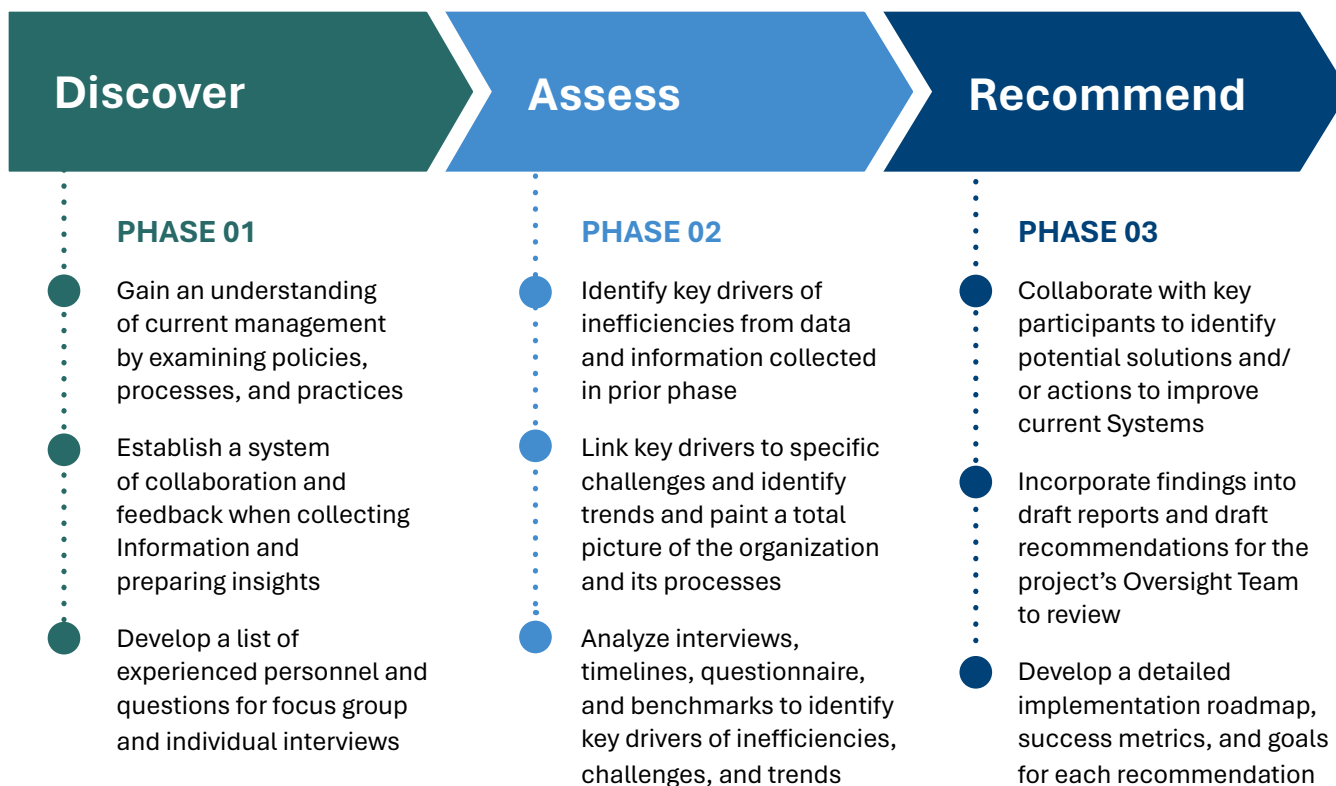 Discover
Assess
Recommend
PHASE 01
Gain an understanding
of current management
by examining policies,
processes, and practices
Establish a system
of collaboration and
feedback when collecting
Information and
preparing insights
Develop a list of
experienced personnel and
questions for focus group
and individual interviews
PHASE 02
Identify key drivers of
inefficiencies from data
and information collected
in prior phase
Link key drivers to specific
challenges and identify
trends and paint a total
picture of the organization
and its processes
Analyze interviews,
timelines, questionnaire,
and benchmarks to identify
key drivers of inefficiencies,
challenges, and trends
PHASE 03
Collaborate with key
participants to identify
potential solutions and/
or actions to improve
current Systems
Incorporate findings into
draft reports and draft
recommendations for the
project’s Oversight Team
to review
Develop a detailed
implementation roadmap,
success metrics, and goals
for each recommendation